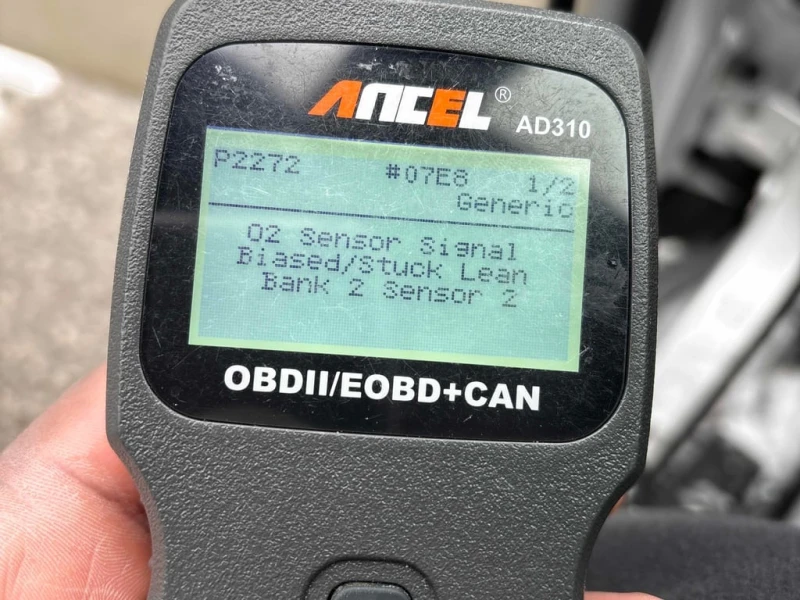 ANCEL® AD310
P2272 #07E8 1/2
Generic
O2 Sensor Signal
Biased/Stuck Lean
Bank 2 Sensor 2
OBDII/EOBD+CAN